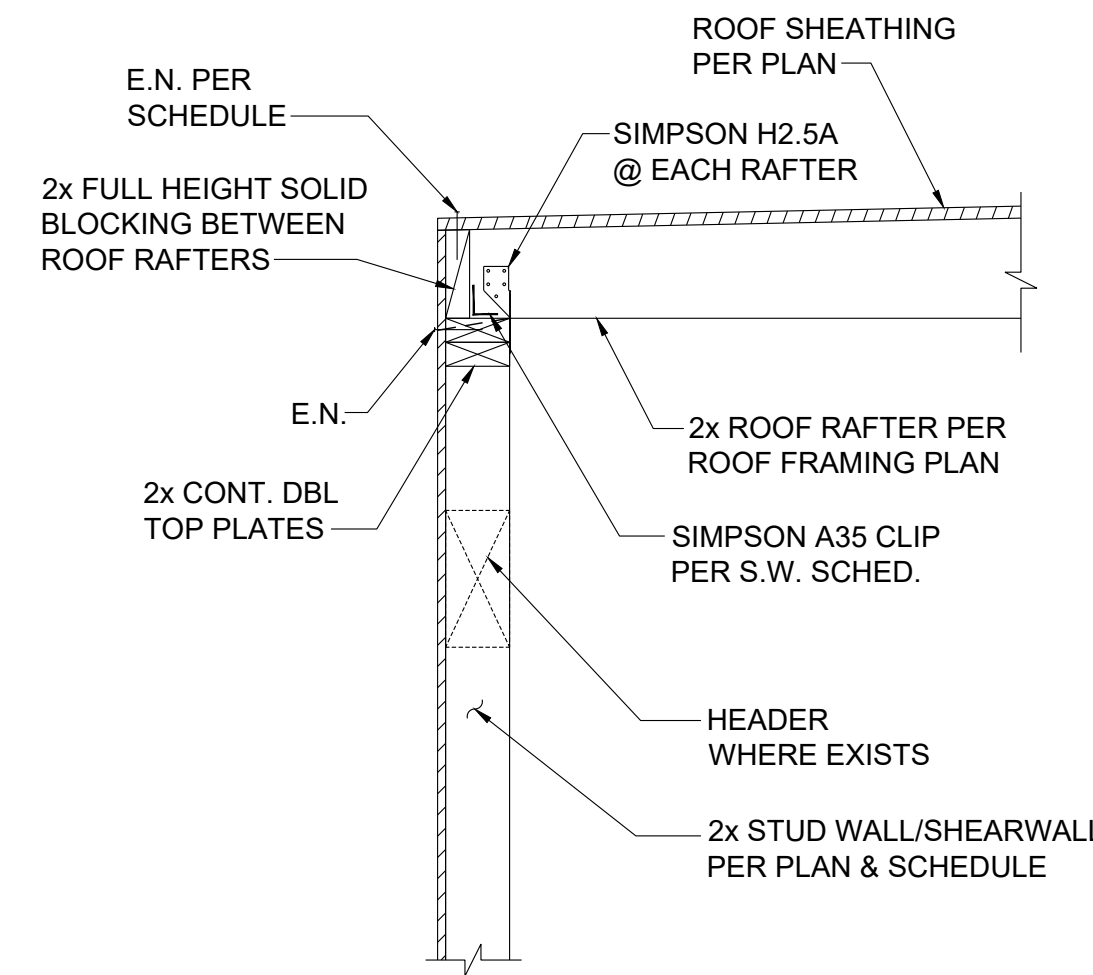 ROOF SHEATHING
PER PLAN
E.N. PER
SCHEDULE
SIMPSON H2.5A
@ EACH RAFTER
2x FULL HEIGHT SOLID
BLOCKING BETWEEN
ROOF RAFTERS
E.N.
2x ROOF RAFTER PER
ROOF FRAMING PLAN
2x CONT. DBL
TOP PLATES
SIMPSON A35 CLIP
PER S.W. SCHED.
HEADER
WHERE EXISTS
2x STUD WALL/SHEARWALL
PER PLAN & SCHEDULE